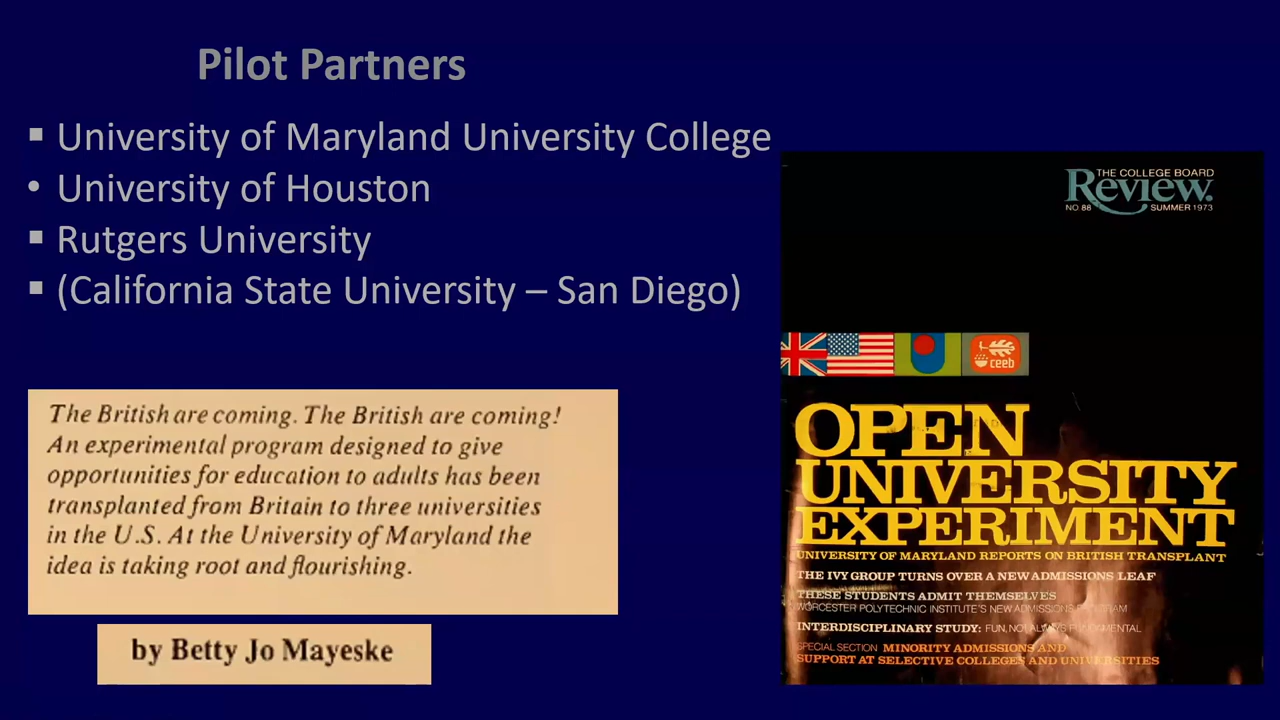 Pilot Partners
▪ University of Maryland University College
• University of Houston
▪ Rutgers University
▪ (California State University – San Diego)
The British are coming. The British are coming!
An experimental program designed to give
opportunities for education to adults has been
transplanted from Britain to three universities
in the U.S. At the University of Maryland the
idea is taking root and flourishing.
by Betty Jo Mayeske
THE COLLEGE BOARD
Review.
NO 88 SUMMER 1973
ceeb
OPEN
UNIVERSITY
EXPERIMENT
UNIVERSITY OF MARYLAND REPORTS ON BRITISH TRANSPLANT
THE IVY GROUP TURNS OVER A NEW ADMISSIONS LEAF
THESE STUDENTS ADMIT THEMSELVES
WORCESTER POLYTECHNIC INSTITUTE'S NEW ADMISSIONS PROGRAM
INTERDISCIPLINARY STUDY: FUN, NOT ALWAYS FUNDAMENTAL
SPECIAL SECTION MINORITY ADMISSIONS AND
SUPPORT AT SELECTIVE COLLEGES AND UNIVERSITIES